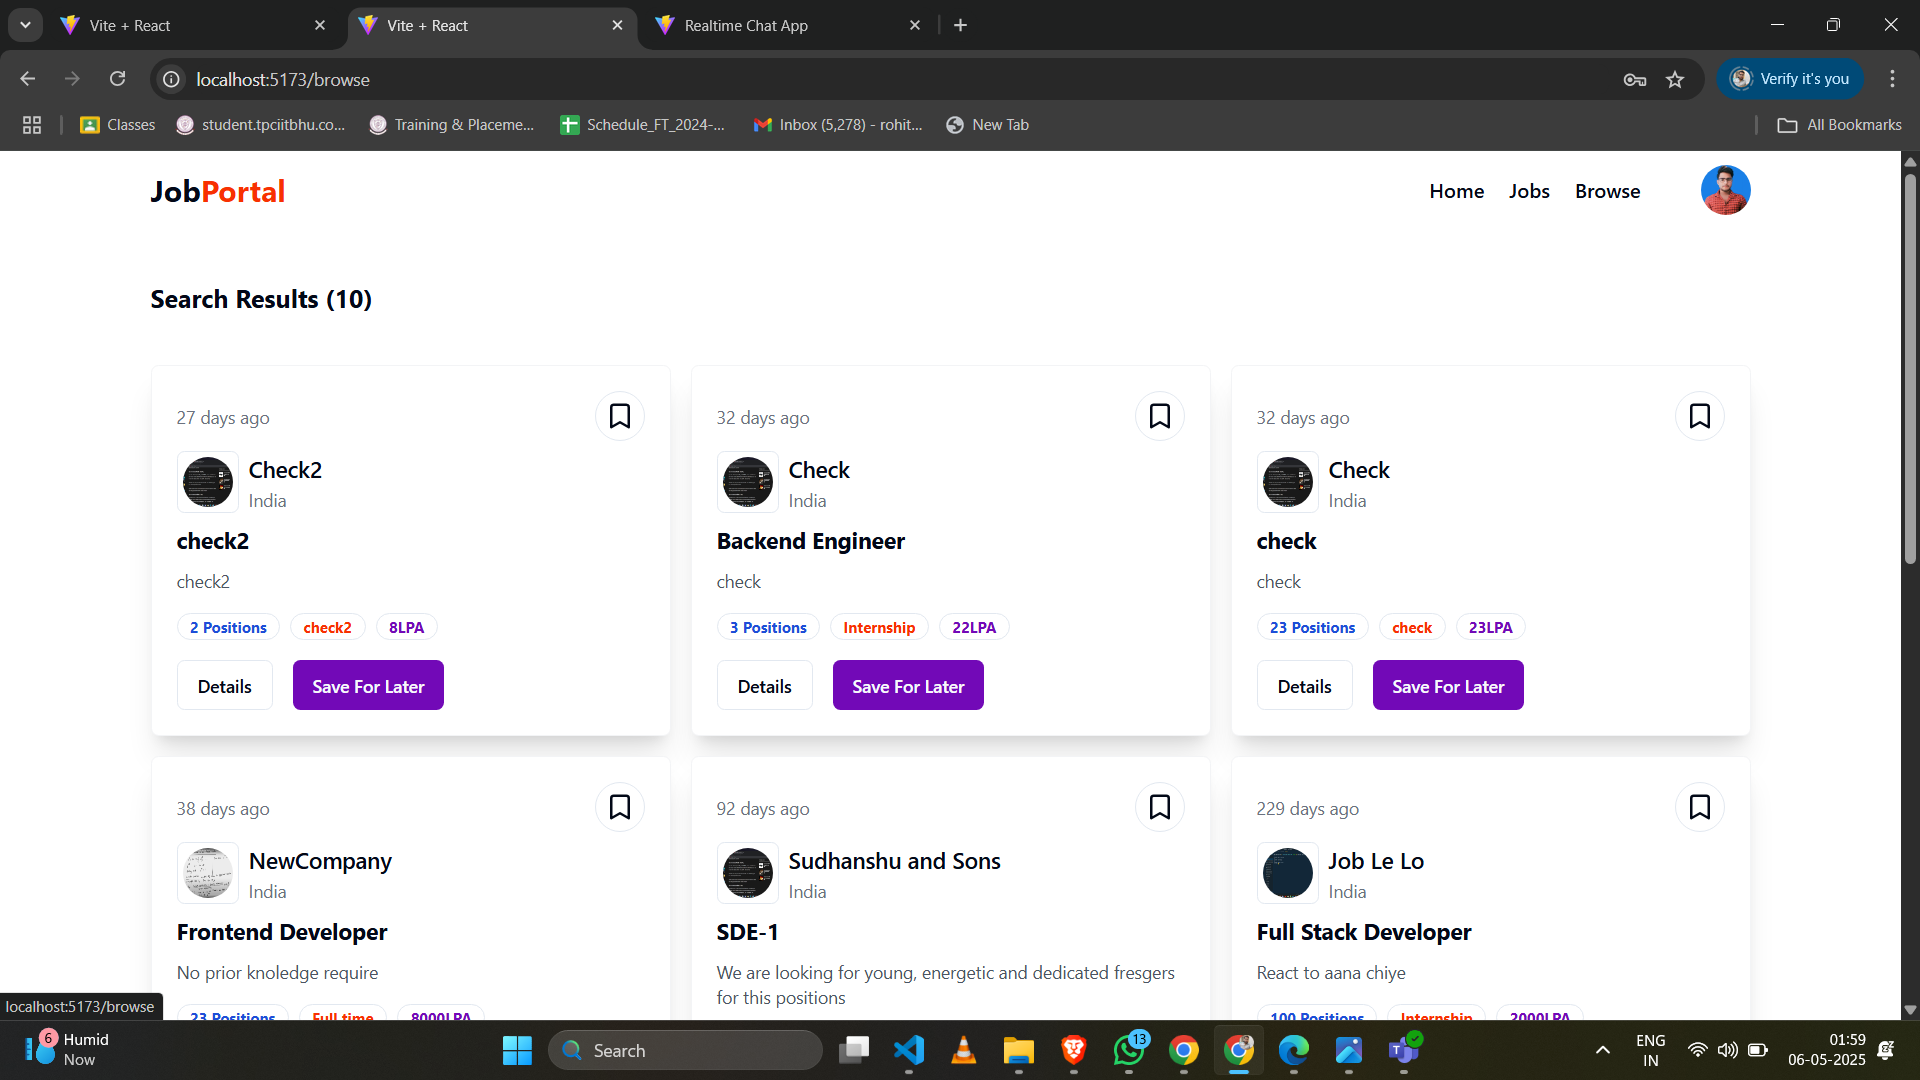 Vite + React
Vite + React
Realtime Chat App
localhost:5173/browse
Verify it's you
Classes
student.tpciitbhu.co...
Training & Placeme...
Schedule_FT_2024-...
Inbox (5,278) - rohit...
New Tab
All Bookmarks
JobPortal
Home Jobs Browse
Search Results (10)
27 days ago
Check2
India
check2
check2
2 Positions check2 8LPA
Details Save For Later
32 days ago
Check
India
Backend Engineer
check
3 Positions Internship 22LPA
Details Save For Later
32 days ago
Check
India
check
check
23 Positions check 23LPA
Details Save For Later
38 days ago
NewCompany
India
Frontend Developer
No prior knoledge require
23 Positions Full time 8000LPA
92 days ago
Sudhanshu and Sons
India
SDE-1
We are looking for young, energetic and dedicated fresgers
for this positions
229 days ago
Job Le Lo
India
Full Stack Developer
React to aana chiye
100 Positions Internship 2000LPA
localhost:5173/browse
6
Humid
Now
Search
13
ENG
IN
01:59
06-05-2025